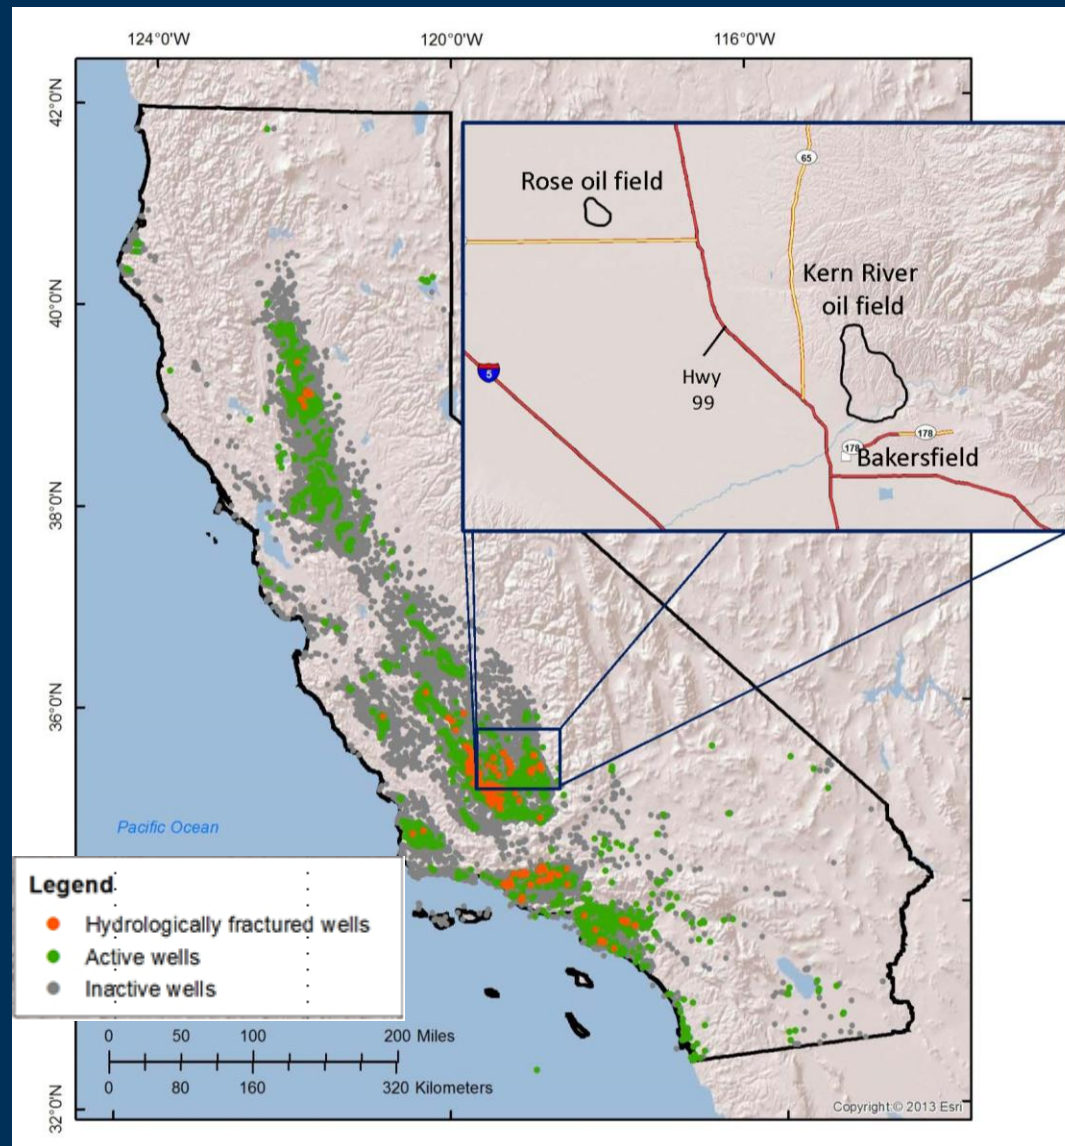 124°0'W
120°0'W
116°0'W
42°0'N
40°0'N
38°0'N
36°0'N
32°0'N
65
Rose oil field
Kern River
oil field
Hwy
99
5
178
178
Bakersfield
Pacific Ocean
Legend
Hydrologically fractured wells
Active wells
Inactive wells
0 50 100 200 Miles
0 80 160 320 Kilometers
Copyright:© 2013 Esri